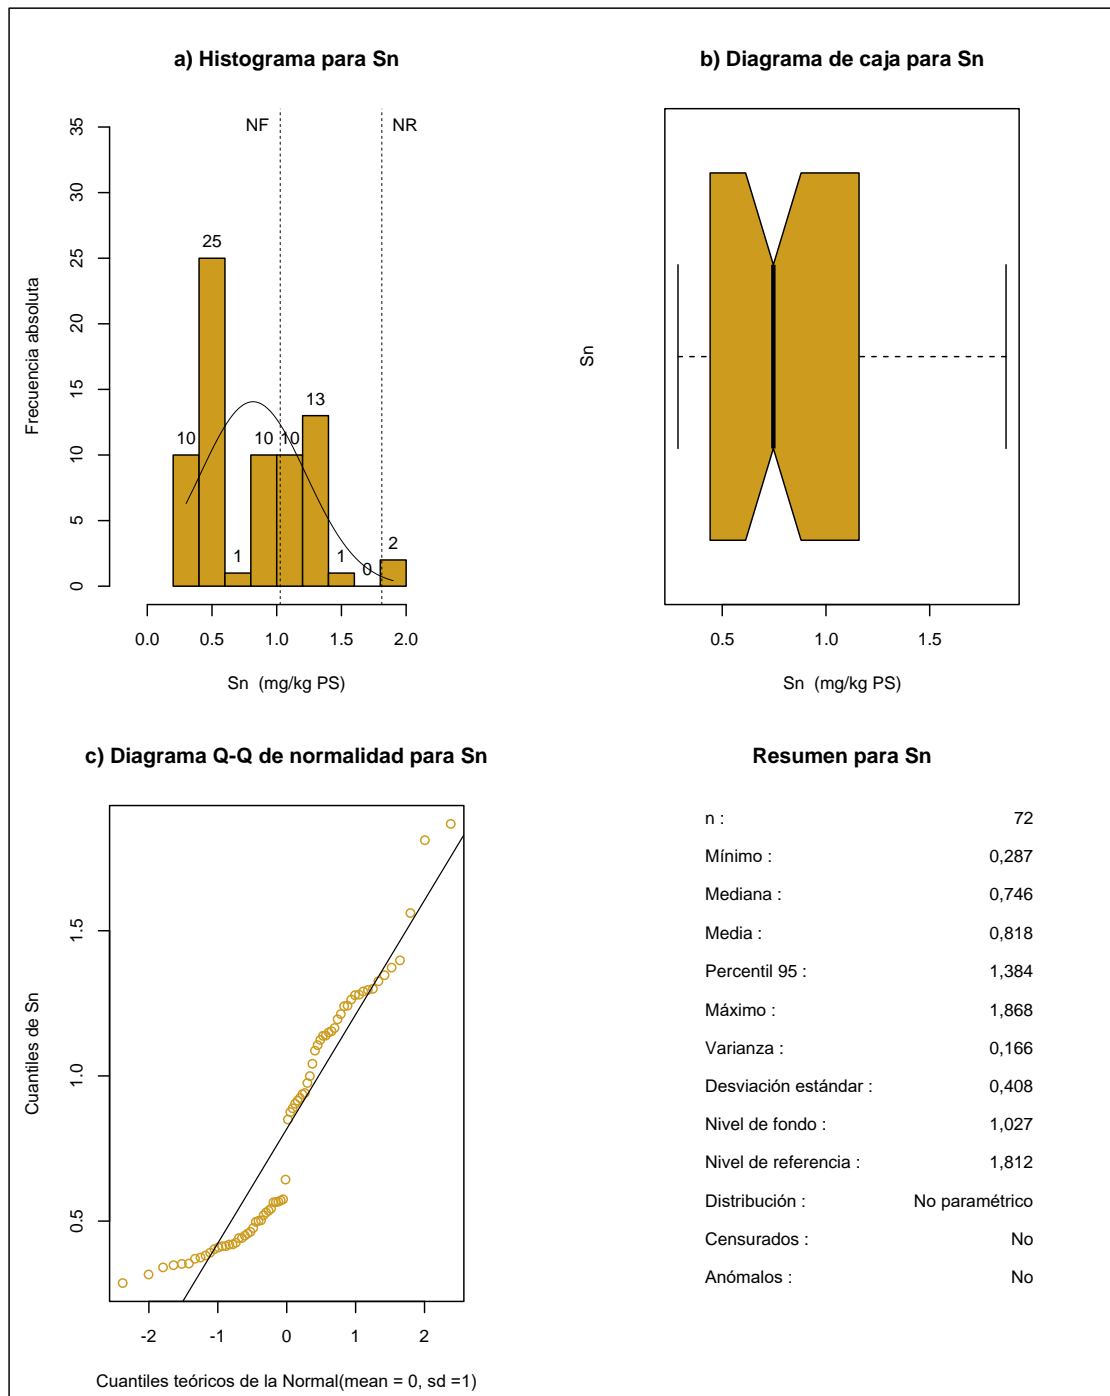 a) Histograma para Sn
NF
NR
Frecuencia absoluta
35
30
25
20
15
10
5
0
10
25
1
10
10
13
1
0
2
0.0 0.5 1.0 1.5 2.0
Sn (mg/kg PS)
b) Diagrama de caja para Sn
Sn
0.5 1.0 1.5
Sn (mg/kg PS)
c) Diagrama Q-Q de normalidad para Sn
Cuantiles de Sn
1.5
1.0
0.5
-2 -1 0 1 2
Cuantiles teóricos de la Normal(mean = 0, sd =1)
Resumen para Sn
n : 72
Mínimo : 0,287
Mediana : 0,746
Media : 0,818
Percentil 95 : 1,384
Máximo : 1,868
Varianza : 0,166
Desviación estándar : 0,408
Nivel de fondo : 1,027
Nivel de referencia : 1,812
Distribución : No paramétrico
Censurados : No
Anómalos : No